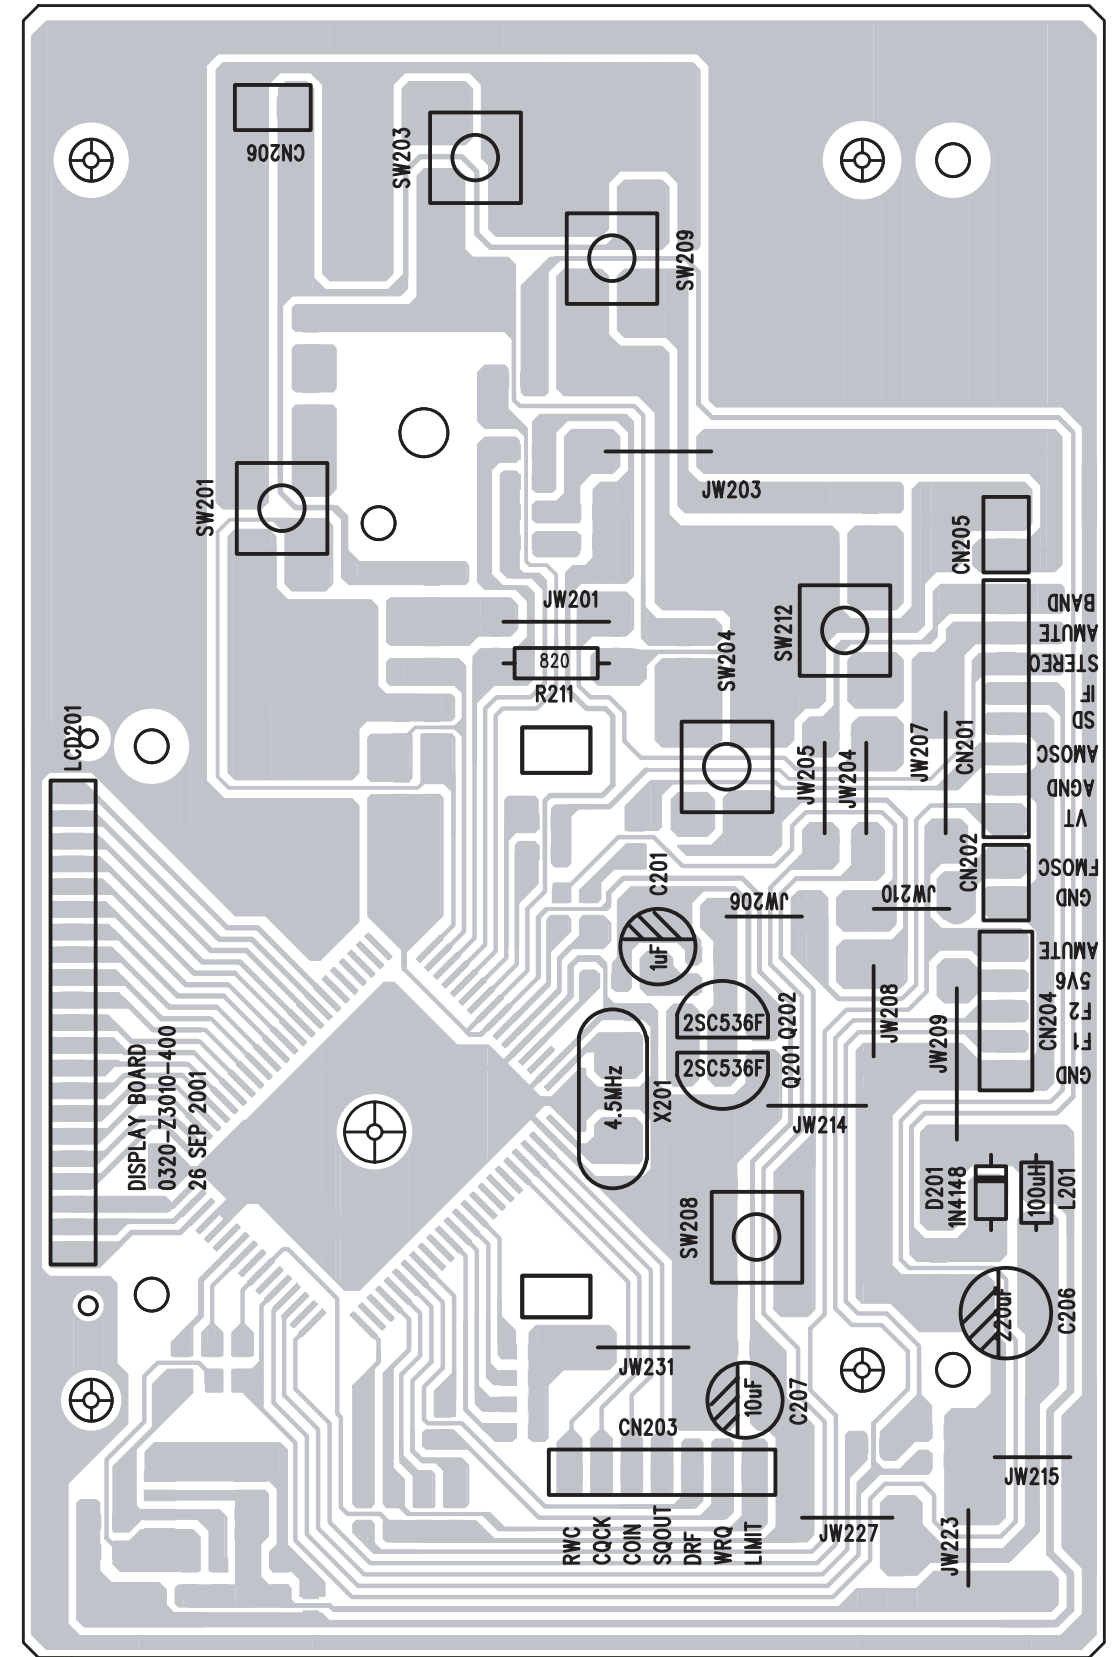 CN206
SW203
SW209
SW201
JW203
CN205
JW201
820
R211
SW204
SW212
BAND
AMUTE
STEREO
IF
SD
AMOSC
AGND
VT
LCD201
JW205
JW204
JW207
CN201
C201
1uF
JW206
JW210
CN202
FMOSC
GND
AMUTE
5V6
F2
F1
GND
CN204
JW208
JW209
2SC536F
Q202
2SC536F
Q201
4.5MHz
X201
JW214
DISPLAY BOARD
0320-Z3010-400
26 SEP 2001
D201
1N4148
100uH
L201
SW208
220uF
C206
JW231
10uF
C207
CN203
JW215
RWC
CQCK
COIN
SQOUT
DRF
WRQ
LIMIT
JW227
JW223